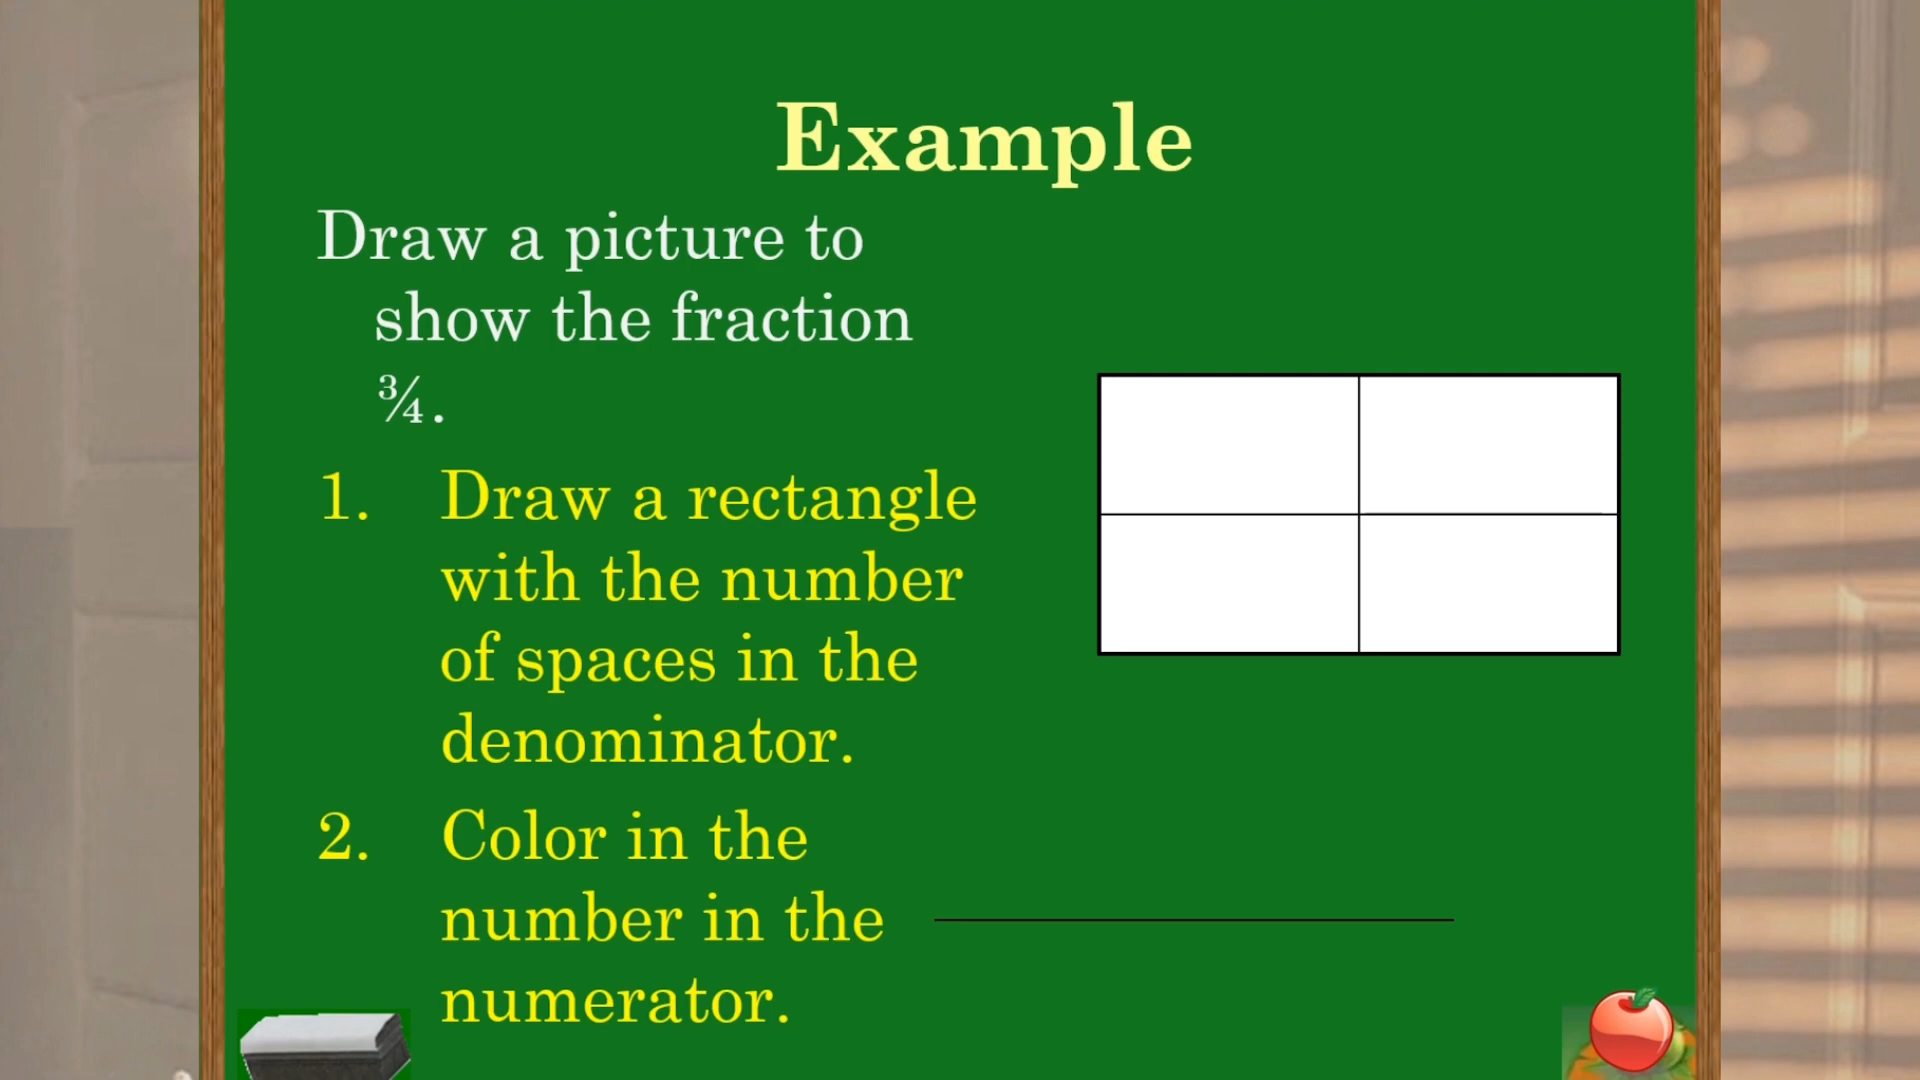 Example
Draw a picture to
show the fraction
¾.
1. Draw a rectangle
with the number
of spaces in the
denominator.
2. Color in the
number in the
numerator.